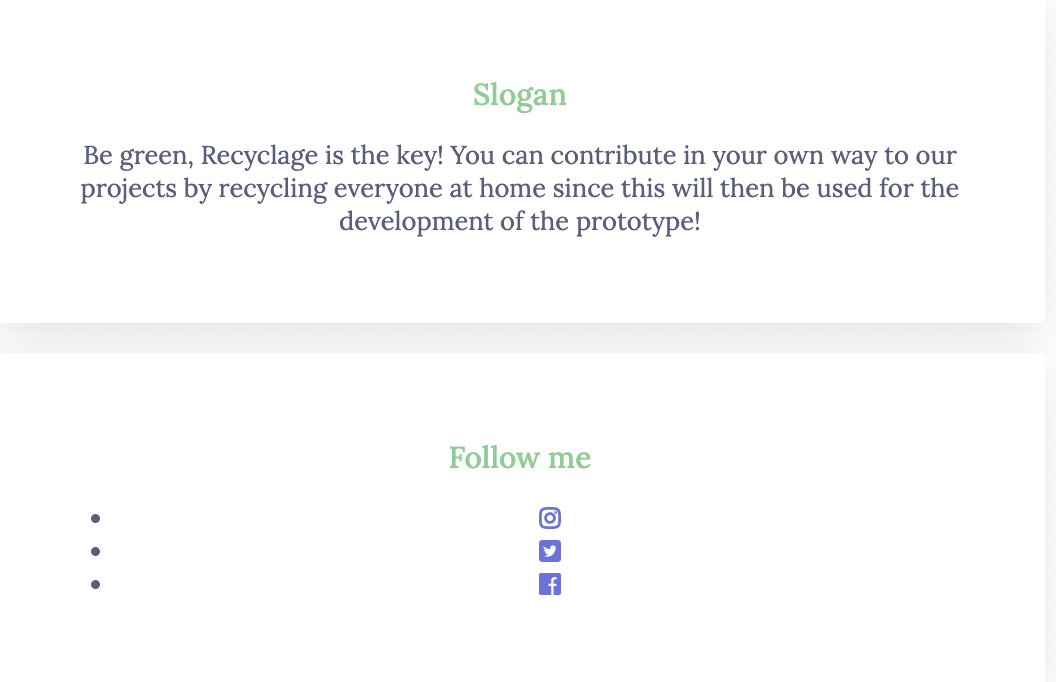 Slogan
Be green, Recyclage is the key! You can contribute in your own way to our
projects by recycling everyone at home since this will then be used for the
development of the prototype!
Follow me